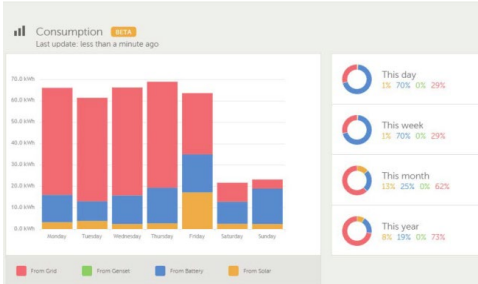 Consumption BETA
Last update: less than a minute ago
70.0 kWh
60.0 kWh
50.0 kWh
40.0 kWh
30.0 kWh
20.0 kWh
10.0 kWh
0.0 kWh
Monday Tuesday Wednesday Thursday Friday Saturday Sunday
From Grid From Genset From Battery From Solar
This day
1% 70% 0% 29%
This week
1% 70% 0% 29%
This month
13% 25% 0% 62%
This year
8% 19% 0% 73%